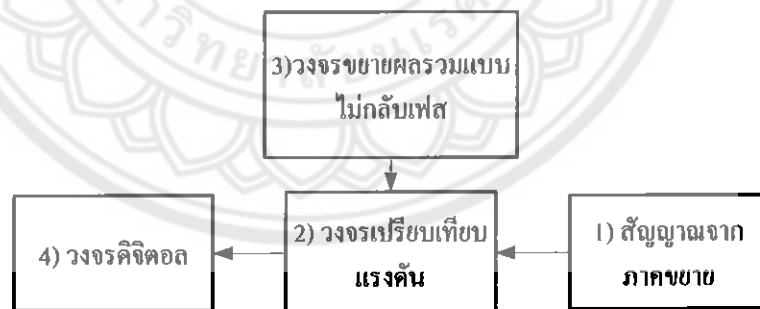 3)วงจรขยายผลรวมแบบ
ไม่กลับเฟส
4) วงจรดิจิตอล
2) วงจรเปรียบเทียบ
แรงดัน
1) สัญญาณจาก
ภาคขยาย